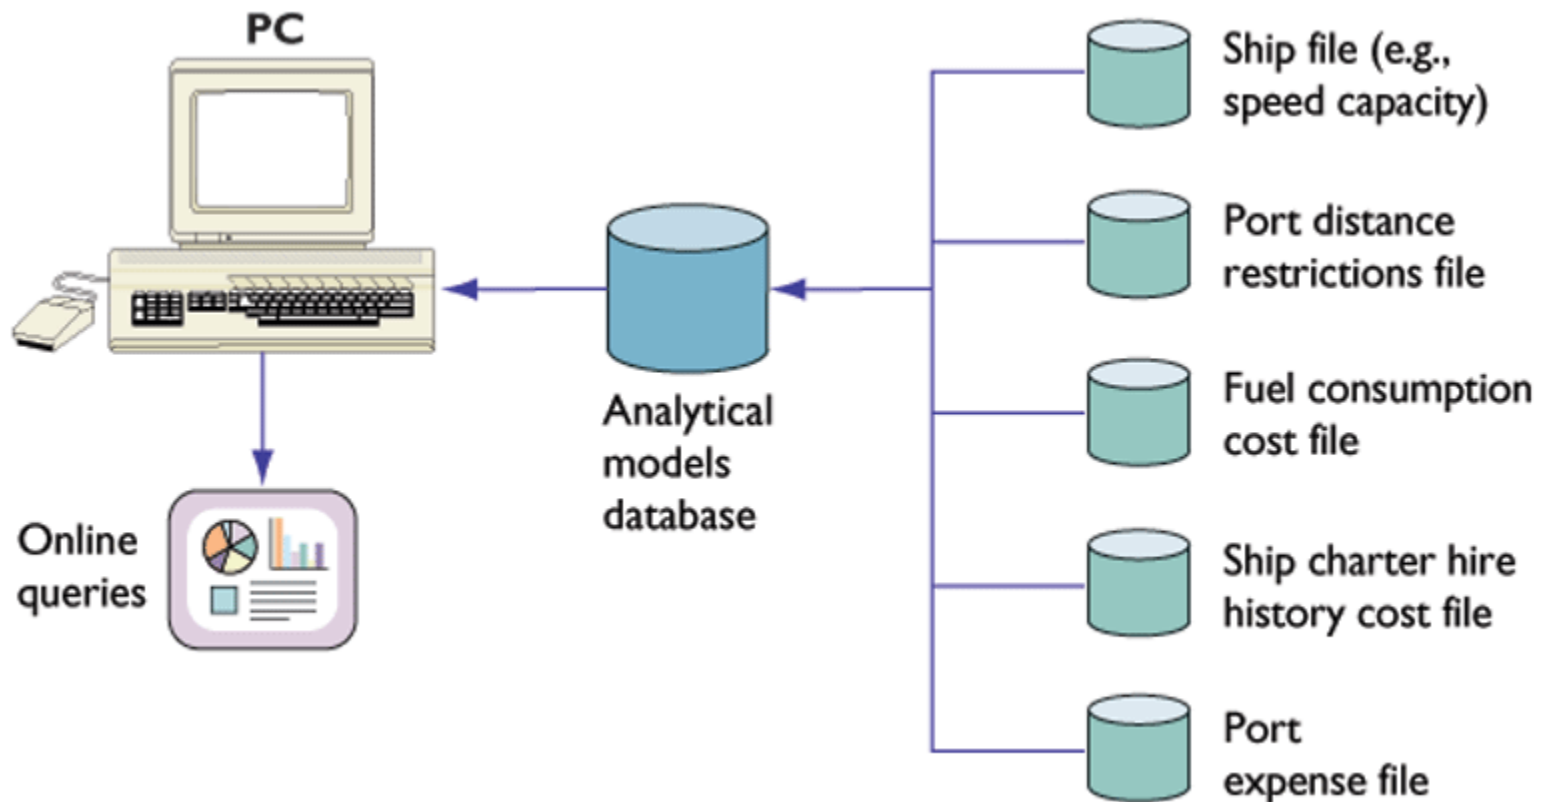 PC
Online
queries
Analytical
models
database
Ship file (e.g.,
speed capacity)
Port distance
restrictions file
Fuel consumption
cost file
Ship charter hire
history cost file
Port
expense file